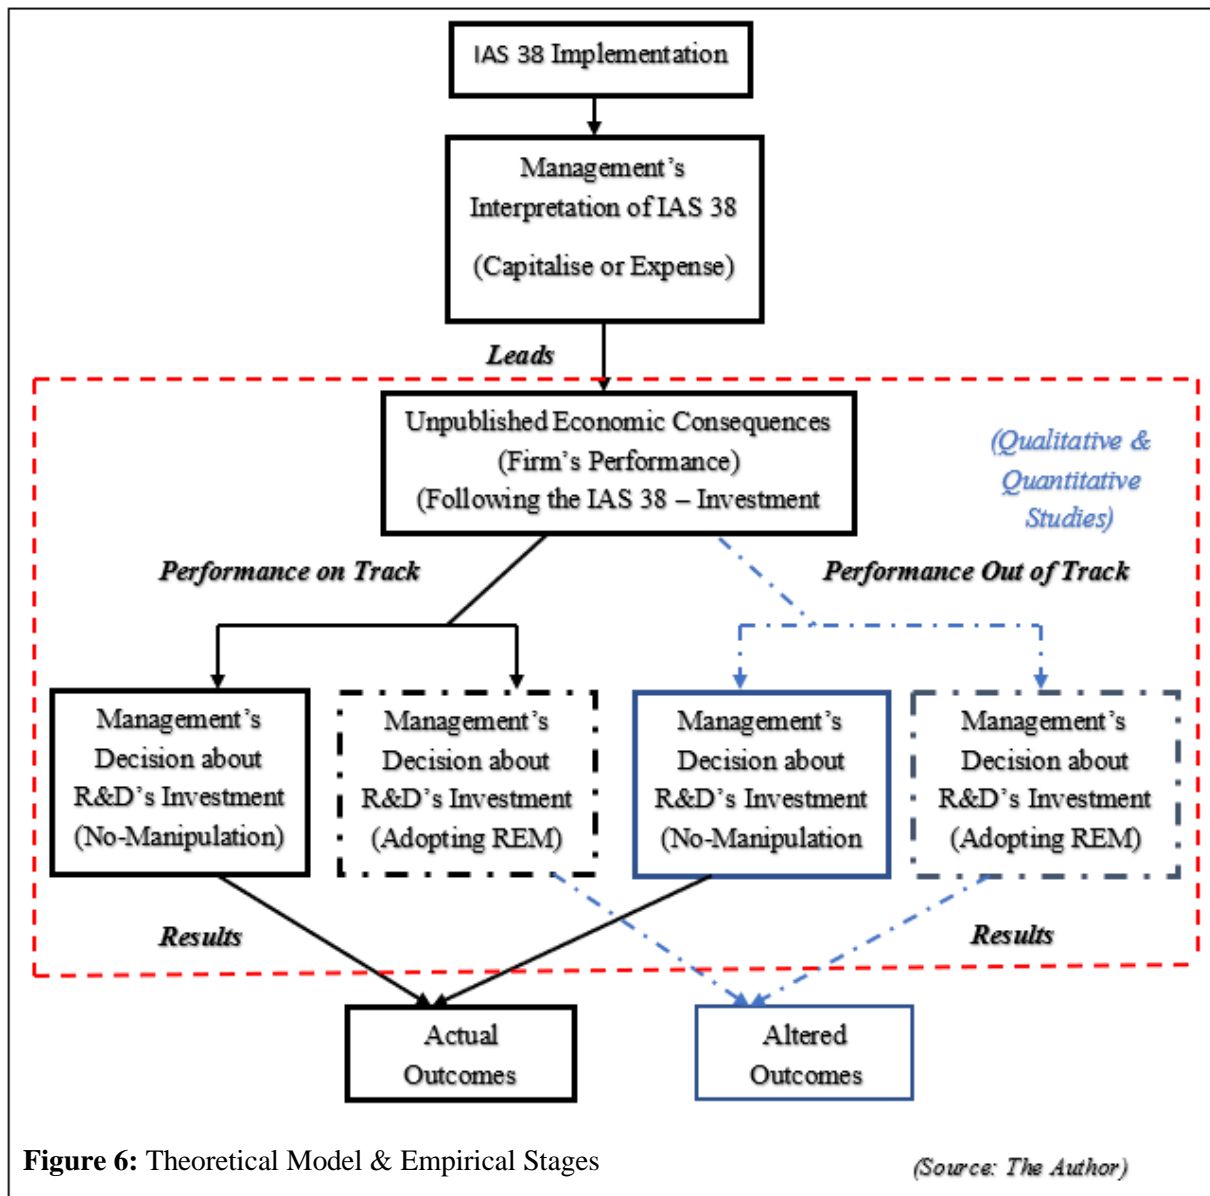 IAS 38 Implementation
Management’s
Interpretation of IAS 38
(Capitalise or Expense)
Leads
Unpublished Economic Consequences
(Firm’s Performance)
(Following the IAS 38 – Investment
(Qualitative &
Quantitative
Studies)
Performance on Track
Performance Out of Track
Management’s
Decision about
R&D’s Investment
(No-Manipulation)
Management’s
Decision about
R&D’s Investment
(Adopting REM)
Management’s
Decision about
R&D’s Investment
(No-Manipulation
Management’s
Decision about
R&D’s Investment
(Adopting REM)
Results
Results
Actual
Outcomes
Altered
Outcomes
Figure 6: Theoretical Model & Empirical Stages
(Source: The Author)